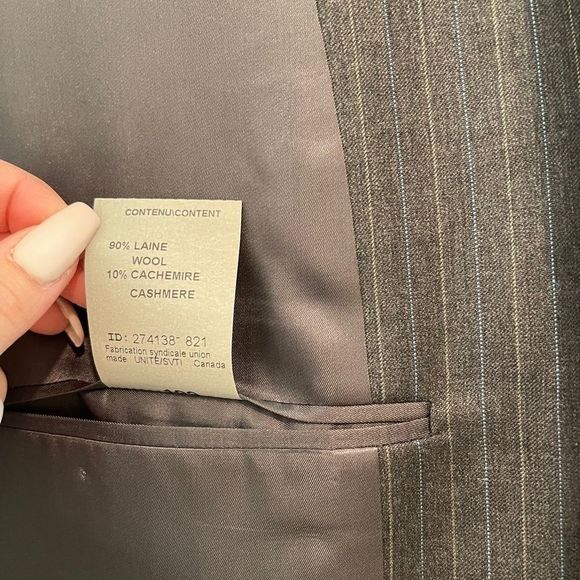 CONTENU\CONTENT
90% LAINE
WOOL
10% CACHEMIRE
CASHMERE
ID: 274138- 821
Fabrication syndicale union
made UNITE/SVTI Canada